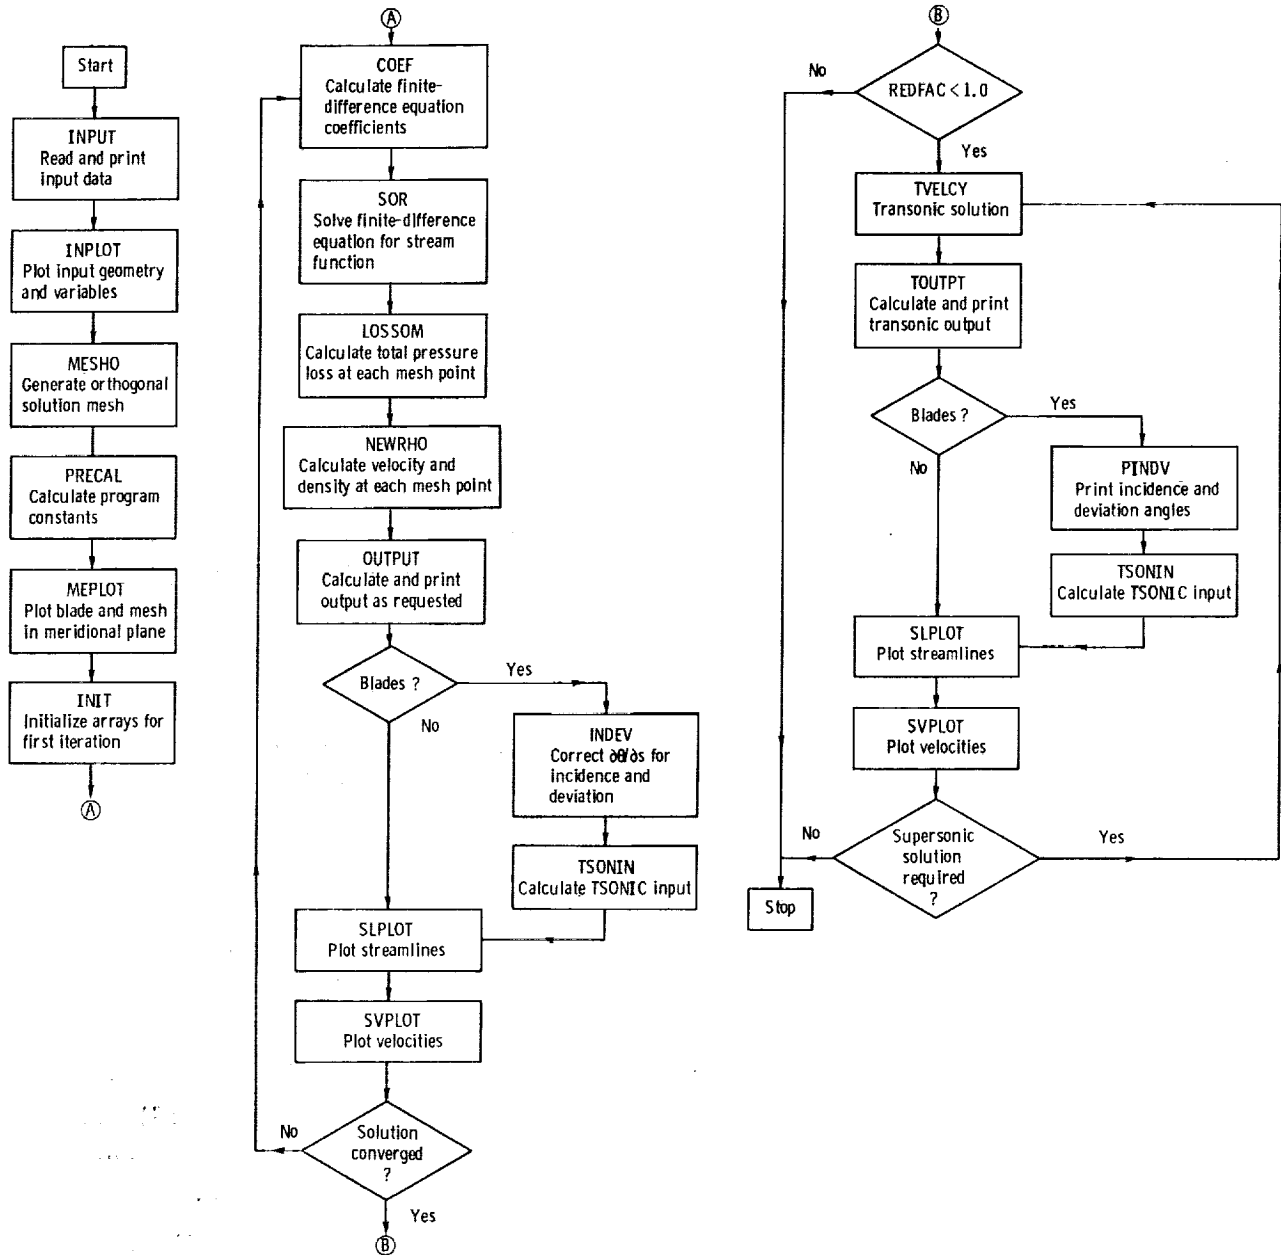 Start
INPUT
Read and print
input data
INPLOT
Plot input geometry
and variables
MESHO
Generate orthogonal
solution mesh
PRECAL
Calculate program
constants
MEPLOT
Plot blade and mesh
in meridional plane
INIT
Initialize arrays for
first iteration
A
A
COEF
Calculate finite-
difference equation
coefficients
SOR
Solve finite-difference
equation for stream
function
LOSSOM
Calculate total pressure
loss at each mesh point
NEWRHO
Calculate velocity and
density at each mesh point
OUTPUT
Calculate and print
output as requested
Blades ?
Yes
No
INDEV
Correct ∂θ/∂s for
incidence and
deviation
TSONIN
Calculate TSONIC input
SLPLOT
Plot streamlines
SVPLOT
Plot velocities
No
Solution
converged
?
Yes
B
B
No
REDFAC < 1.0
Yes
TVELCY
Transonic solution
TOUTPT
Calculate and print
transonic output
Blades ?
Yes
No
PINDV
Print incidence and
deviation angles
TSONIN
Calculate TSONIC input
SLPLOT
Plot streamlines
SVPLOT
Plot velocities
No
Supersonic
solution
required
?
Yes
Stop